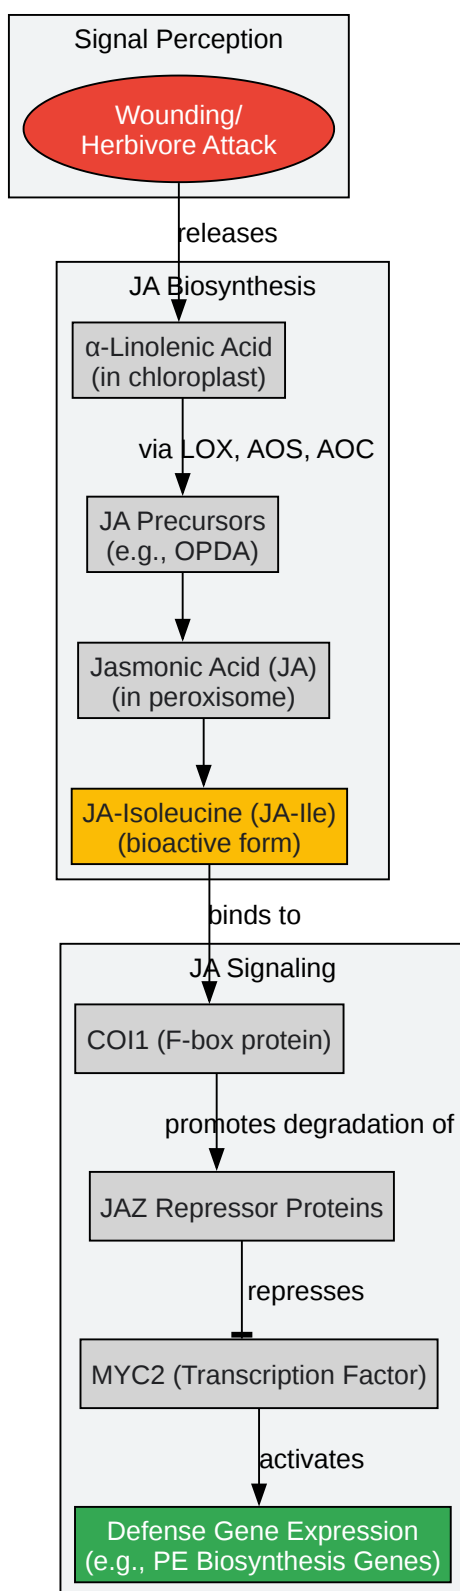 Signal Perception
Wounding/
Herbivore Attack
releases
JA Biosynthesis
α-Linolenic Acid
(in chloroplast)
via LOX, AOS, AOC
JA Precursors
(e.g., OPDA)
Jasmonic Acid (JA)
(in peroxisome)
JA-Isoleucine (JA-Ile)
(bioactive form)
binds to
JA Signaling
COI1 (F-box protein)
promotes degradation of
JAZ Repressor Proteins
represses
MYC2 (Transcription Factor)
activates
Defense Gene Expression
(e.g., PE Biosynthesis Genes)